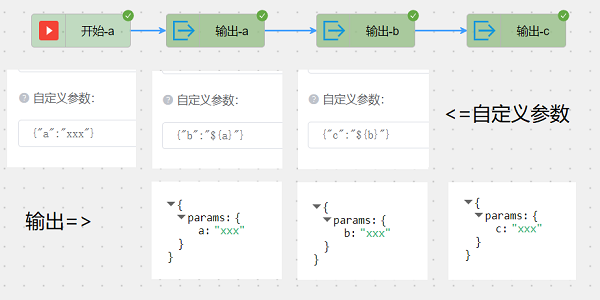 开始-a
输出-a
输出-b
输出-c
自定义参数:
{"a":"xxx"}
自定义参数:
{"b":"${a}"}
自定义参数:
{"c":"${b}"}
<=自定义参数
输出=>
{
params: {
a: "xxx"
}
}
{
params: {
b: "xxx"
}
}
{
params: {
c: "xxx"
}
}